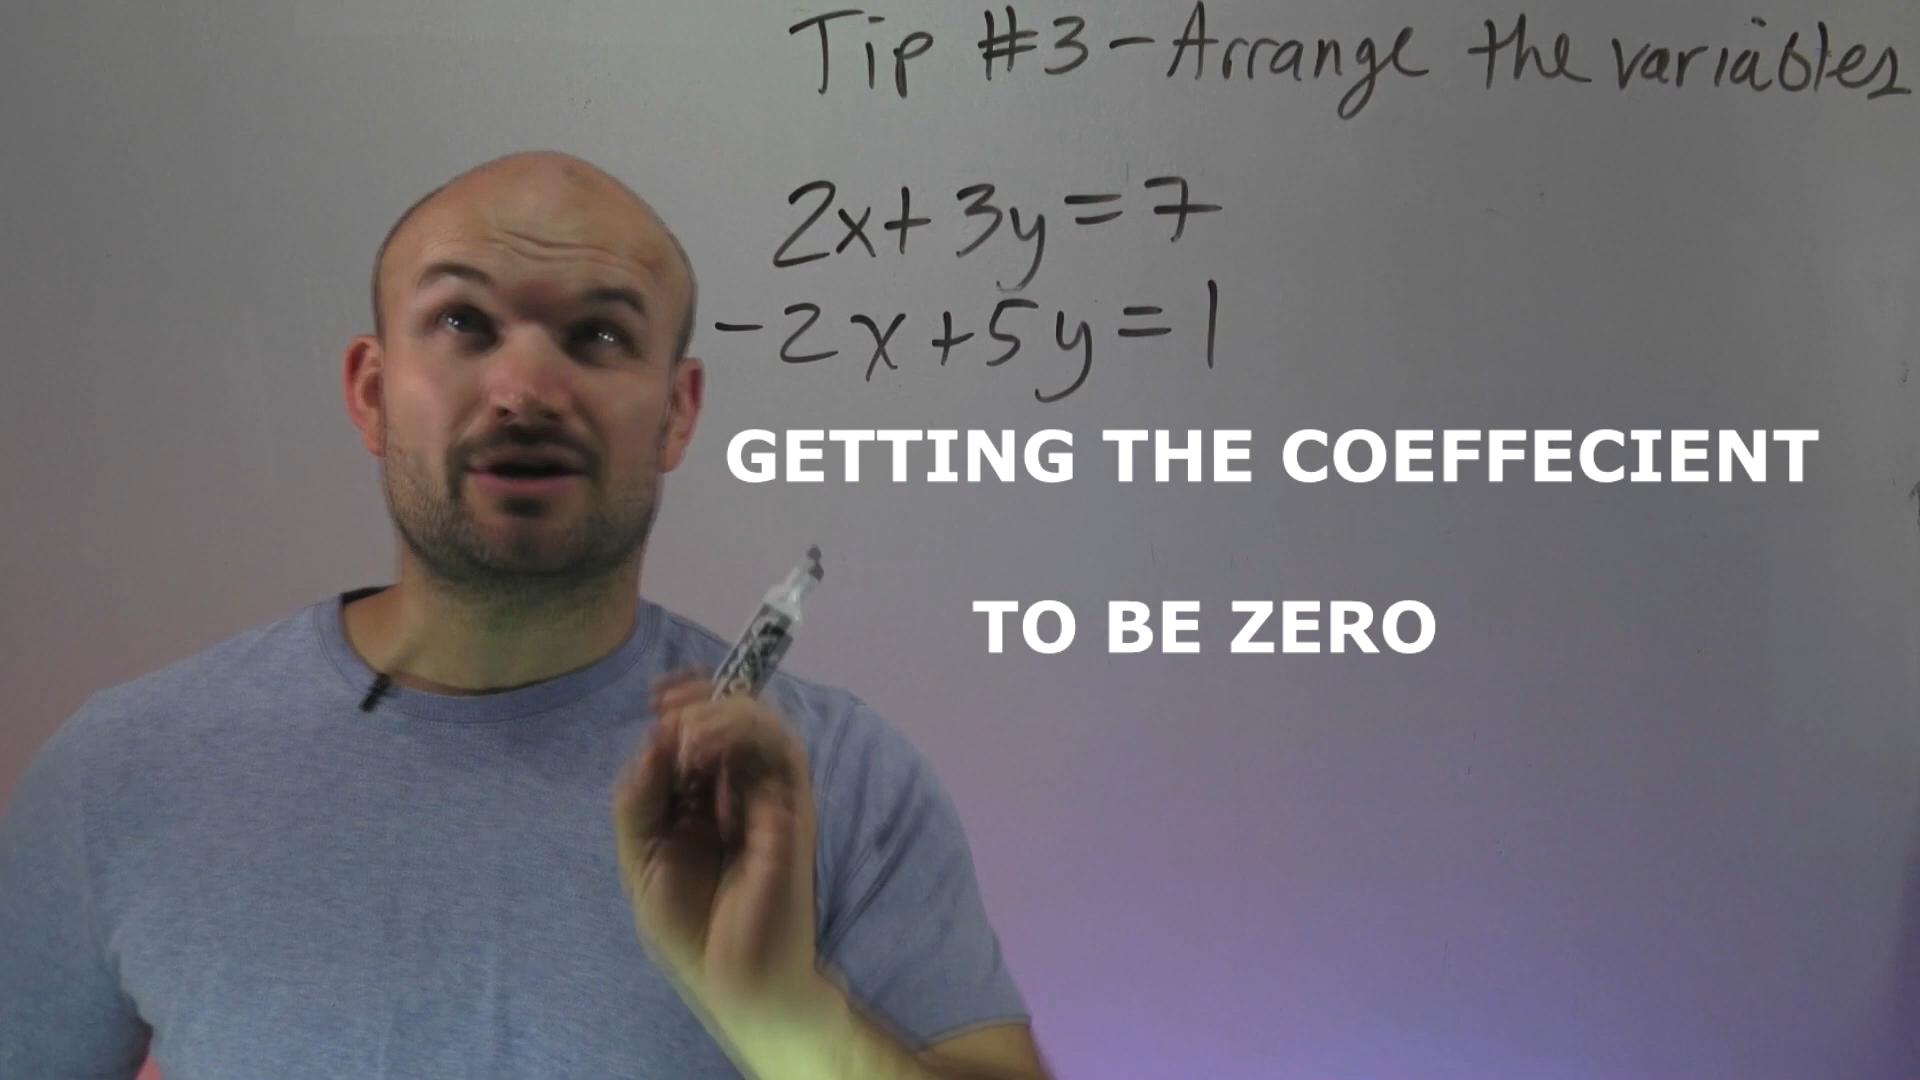 Tip #3-Arrange the variables
2x+3y=7
-2x+5y=1
GETTING THE COEFFECIENT
TO BE ZERO